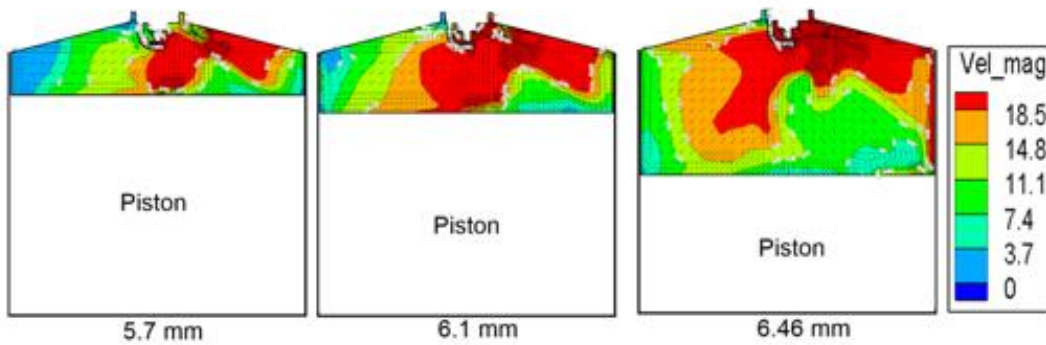 Vel_mag
18.5
14.8
11.1
7.4
3.7
0
Piston
Piston
Piston
5.7 mm
6.1 mm
6.46 mm